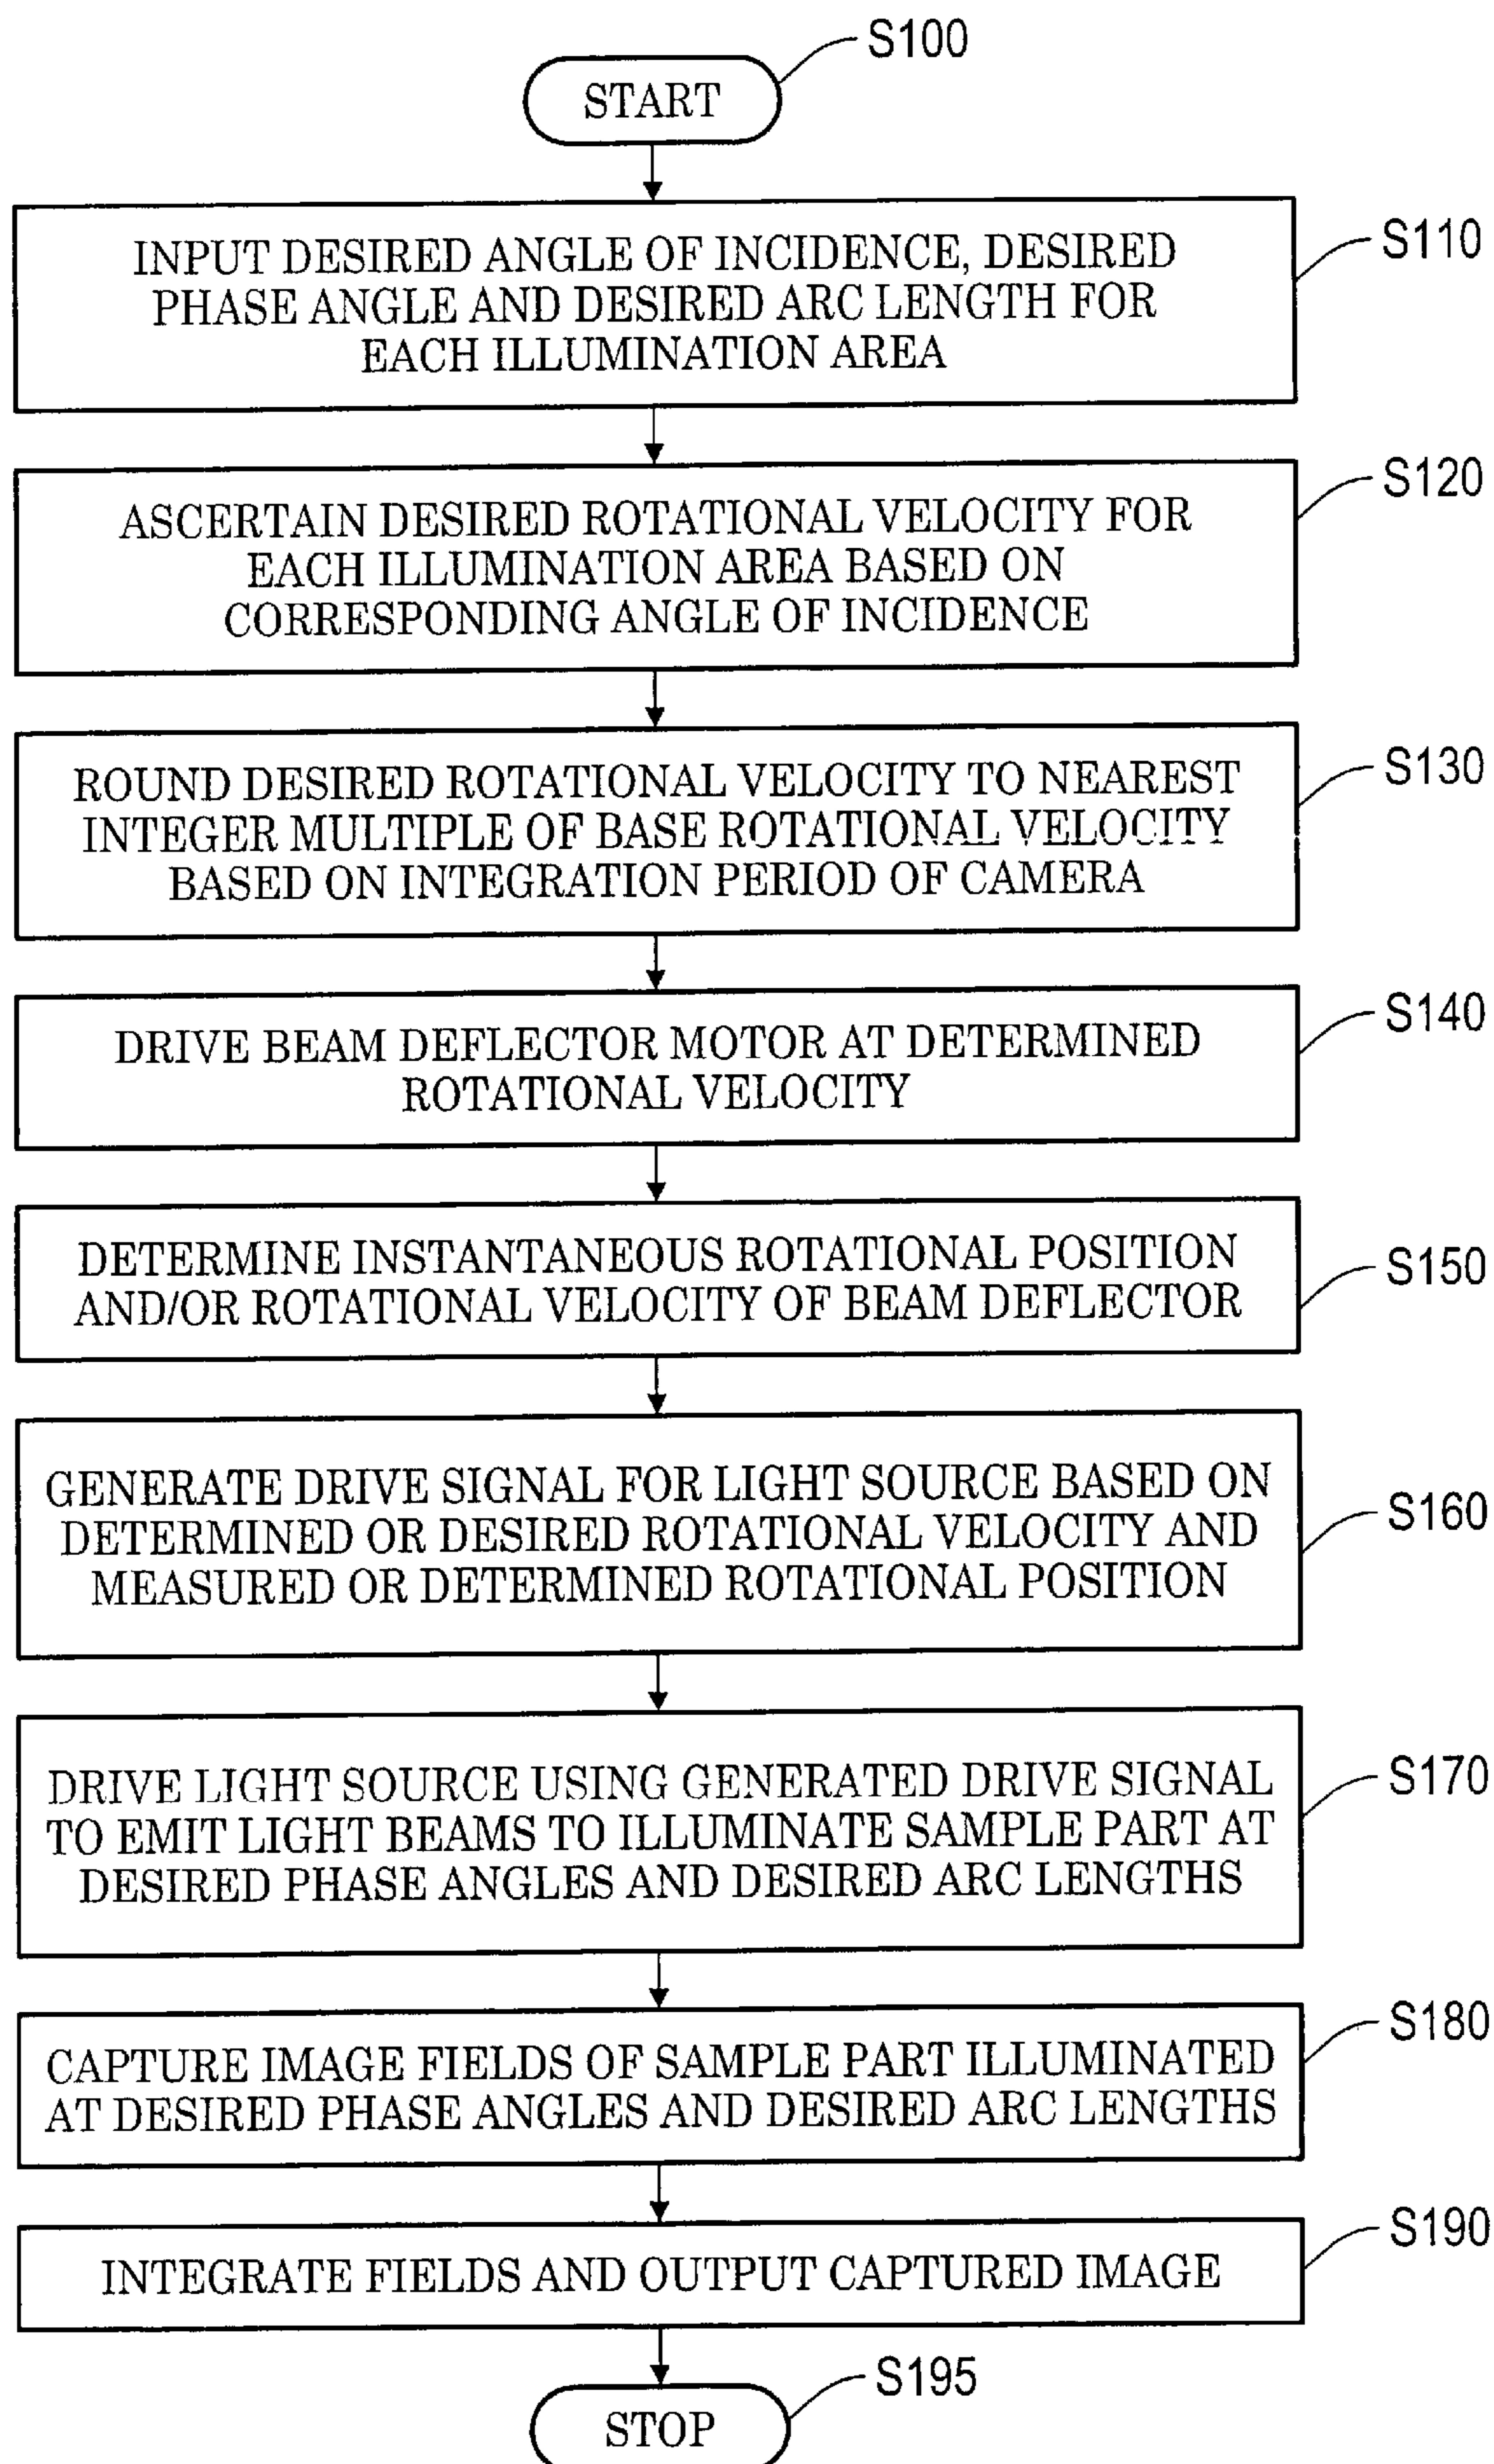 S100
START
S110
INPUT DESIRED ANGLE OF INCIDENCE, DESIRED
PHASE ANGLE AND DESIRED ARC LENGTH FOR
EACH ILLUMINATION AREA
S120
ASCERTAIN DESIRED ROTATIONAL VELOCITY FOR
EACH ILLUMINATION AREA BASED ON
CORRESPONDING ANGLE OF INCIDENCE
S130
ROUND DESIRED ROTATIONAL VELOCITY TO NEAREST
INTEGER MULTIPLE OF BASE ROTATIONAL VELOCITY
BASED ON INTEGRATION PERIOD OF CAMERA
S140
DRIVE BEAM DEFLECTOR MOTOR AT DETERMINED
ROTATIONAL VELOCITY
S150
DETERMINE INSTANTANEOUS ROTATIONAL POSITION
AND/OR ROTATIONAL VELOCITY OF BEAM DEFLECTOR
S160
GENERATE DRIVE SIGNAL FOR LIGHT SOURCE BASED ON
DETERMINED OR DESIRED ROTATIONAL VELOCITY AND
MEASURED OR DETERMINED ROTATIONAL POSITION
S170
DRIVE LIGHT SOURCE USING GENERATED DRIVE SIGNAL
TO EMIT LIGHT BEAMS TO ILLUMINATE SAMPLE PART AT
DESIRED PHASE ANGLES AND DESIRED ARC LENGTHS
S180
CAPTURE IMAGE FIELDS OF SAMPLE PART ILLUMINATED
AT DESIRED PHASE ANGLES AND DESIRED ARC LENGTHS
S190
INTEGRATE FIELDS AND OUTPUT CAPTURED IMAGE
S195
STOP